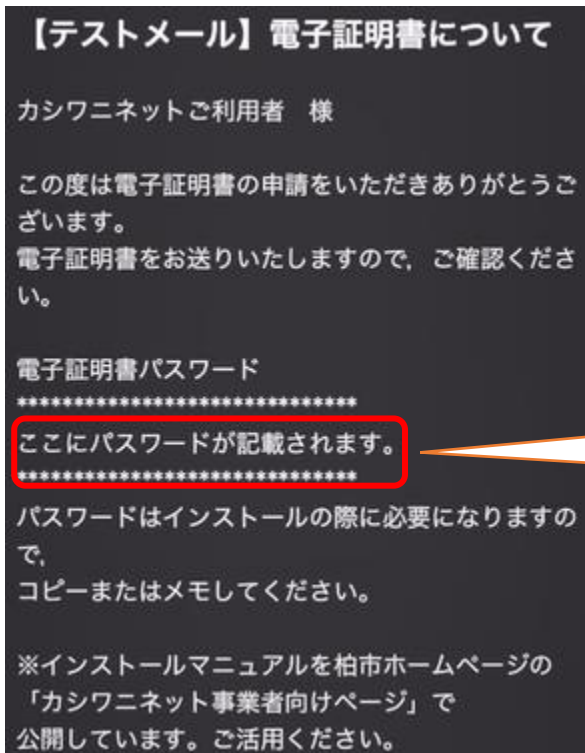 【テストメール】電子証明書について
カシワニネットご利用者　様
この度は電子証明書の申請をいただきありがとうご
ざいます。
電子証明書をお送りいたしますので，ご確認くださ
い。
電子証明書パスワード
******************************
ここにパスワードが記載されます。
******************************
パスワードはインストールの際に必要になりますの
で，
コピーまたはメモしてください。
※インストールマニュアルを柏市ホームページの
「カシワニネット事業者向けページ」で
公開しています。ご活用ください。